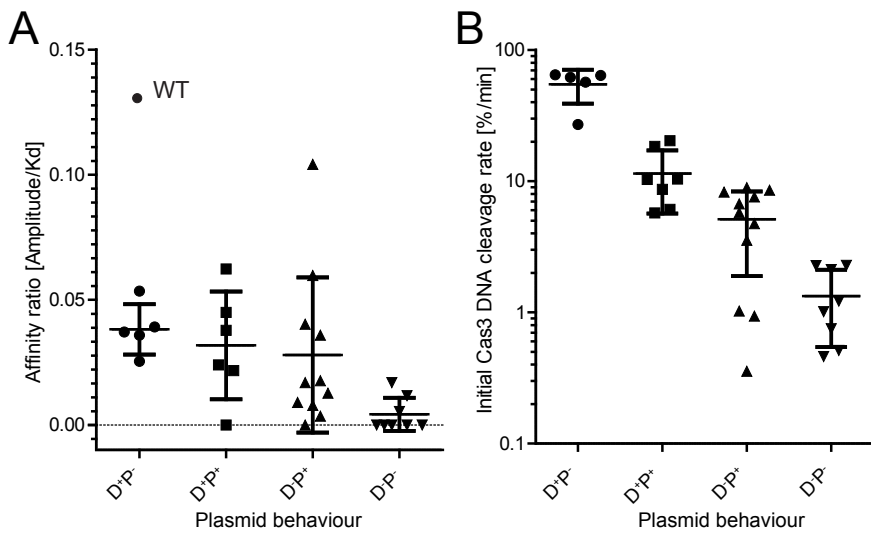 A
Affinity ratio [Amplitude/Kd]
0.15
0.10
0.05
0.00
WT
D⁺P⁻
D⁺P⁺
D⁻P⁺
D⁻P⁻
Plasmid behaviour
B
Initial Cas3 DNA cleavage rate [%/min]
100
10
1
0.1
D⁺P⁻
D⁺P⁺
D⁻P⁺
D⁻P⁻
Plasmid behaviour